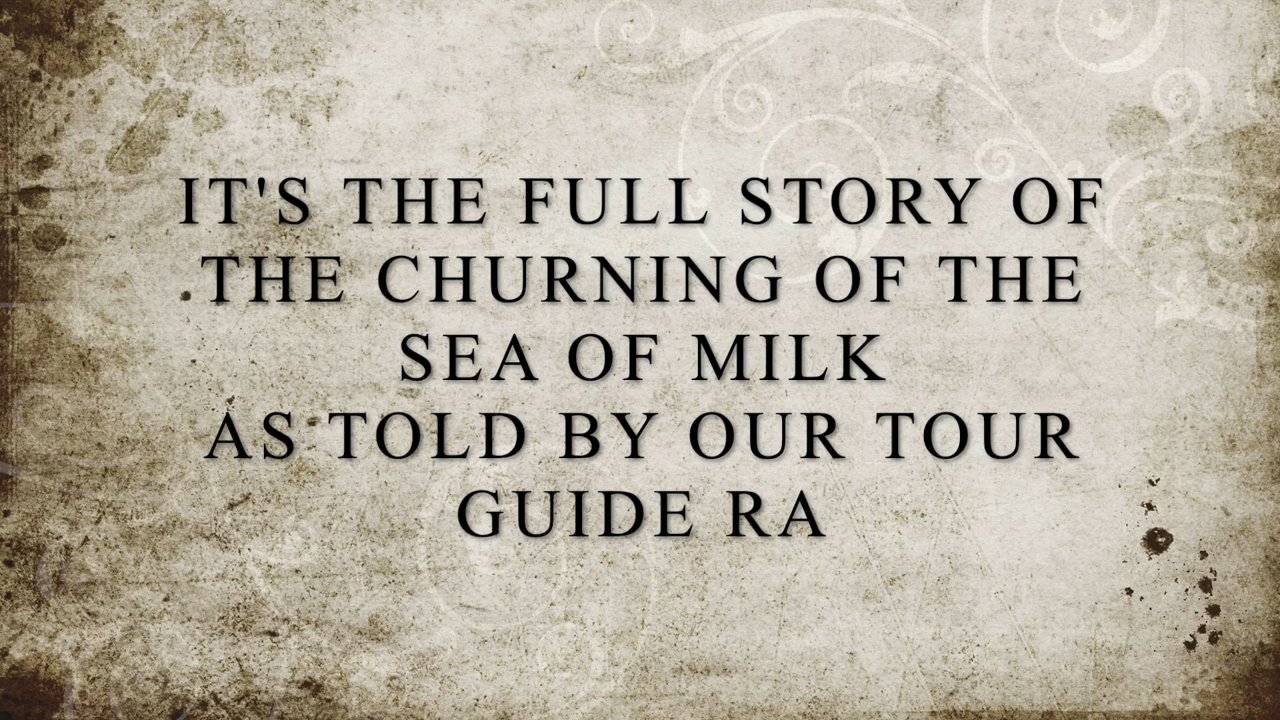 IT'S THE FULL STORY OF
THE CHURNING OF THE
SEA OF MILK
AS TOLD BY OUR TOUR
GUIDE RA